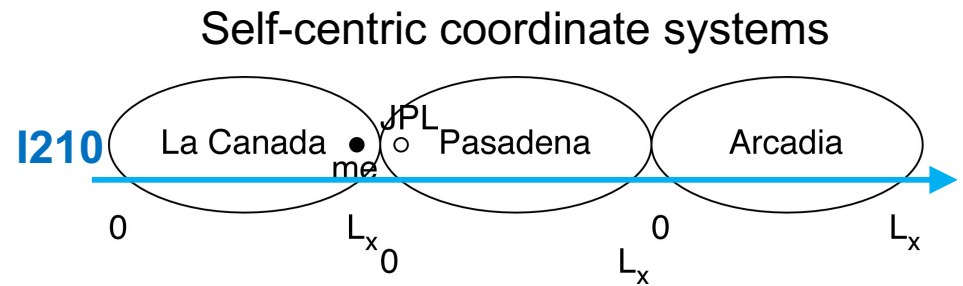 Self-centric coordinate systems
JPL
I210 La Canada Pasadena Arcadia
me
0 Lx 0 Lx
0 Lx